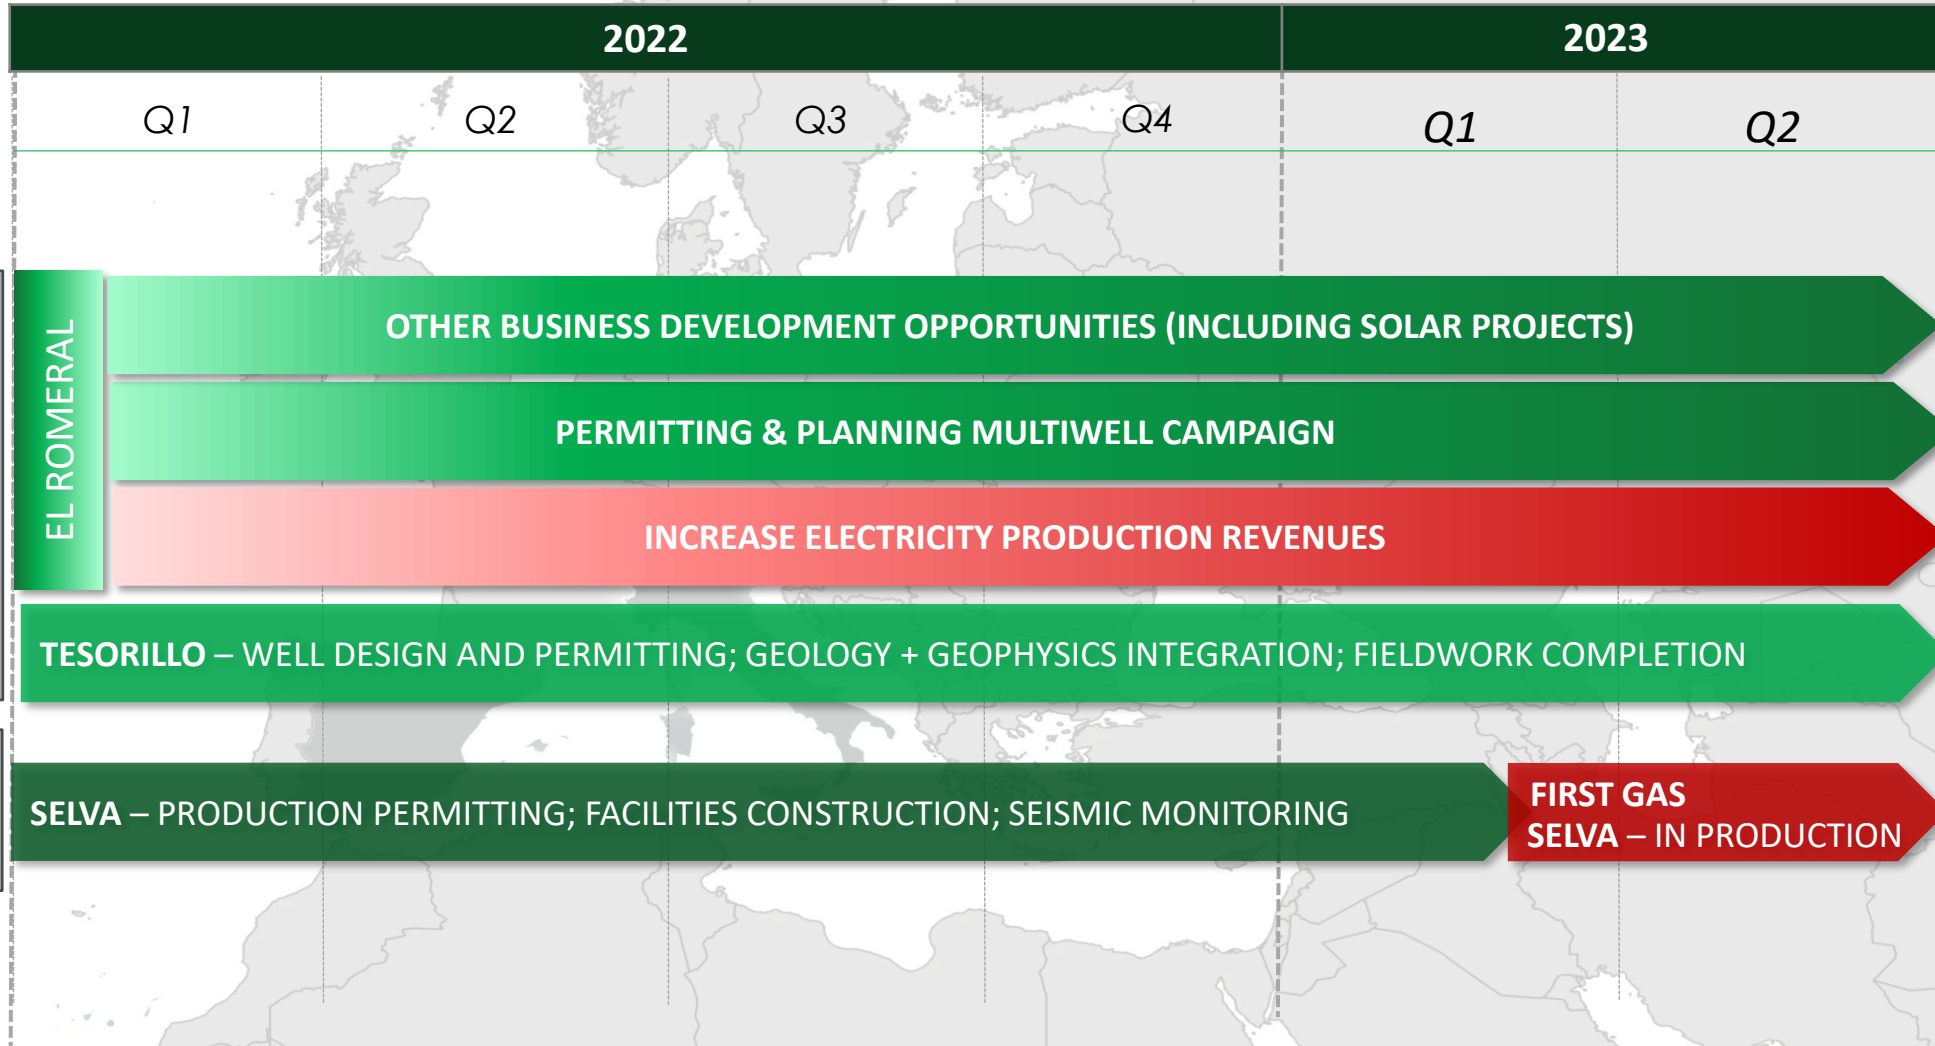 2022
2023
Q1
Q2
Q3
Q4
Q1
Q2
EL ROMERAL
OTHER BUSINESS DEVELOPMENT OPPORTUNITIES (INCLUDING SOLAR PROJECTS)
PERMITTING & PLANNING MULTIWELL CAMPAIGN
INCREASE ELECTRICITY PRODUCTION REVENUES
TESORILLO – WELL DESIGN AND PERMITTING; GEOLOGY + GEOPHYSICS INTEGRATION; FIELDWORK COMPLETION
SELVA – PRODUCTION PERMITTING; FACILITIES CONSTRUCTION; SEISMIC MONITORING
FIRST GAS
SELVA – IN PRODUCTION